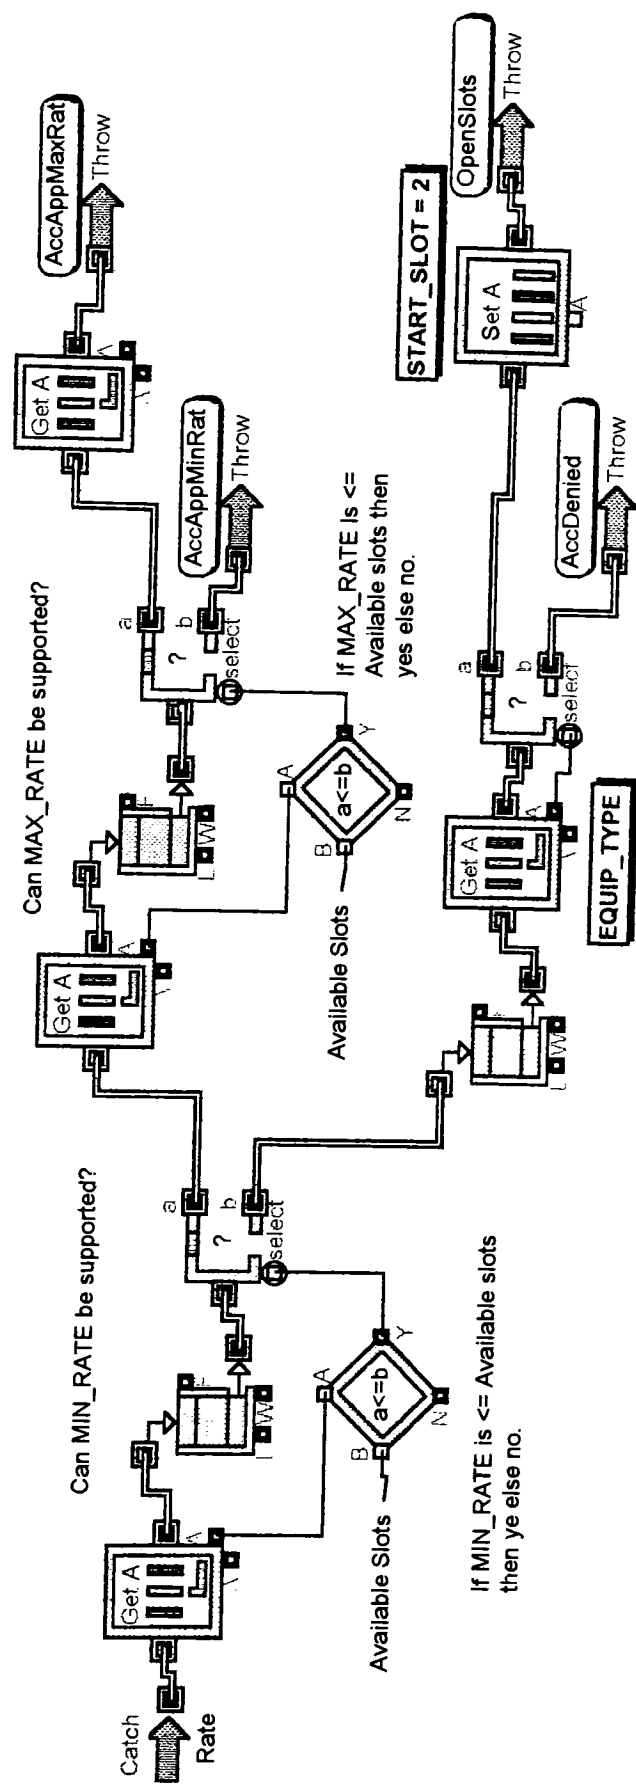 Catch
Rate
Get A
A
Can MIN_RATE be supported?
F
L
W
a
?
b
select
A
B
a<=b
Y
N
Available Slots
If MIN_RATE is <= Available slots
then ye else no.
Get A
A
Can MAX_RATE be supported?
F
L
W
a
?
b
select
A
B
a<=b
Y
N
Available Slots
If MAX_RATE is <=
Available slots then
yes else no.
Get A
A
AccAppMaxRat
Throw
AccAppMinRat
Throw
F
L
W
Get A
A
EQUIP_TYPE
a
?
b
select
START_SLOT = 2
Set A
A
OpenSlots
Throw
AccDenied
Throw